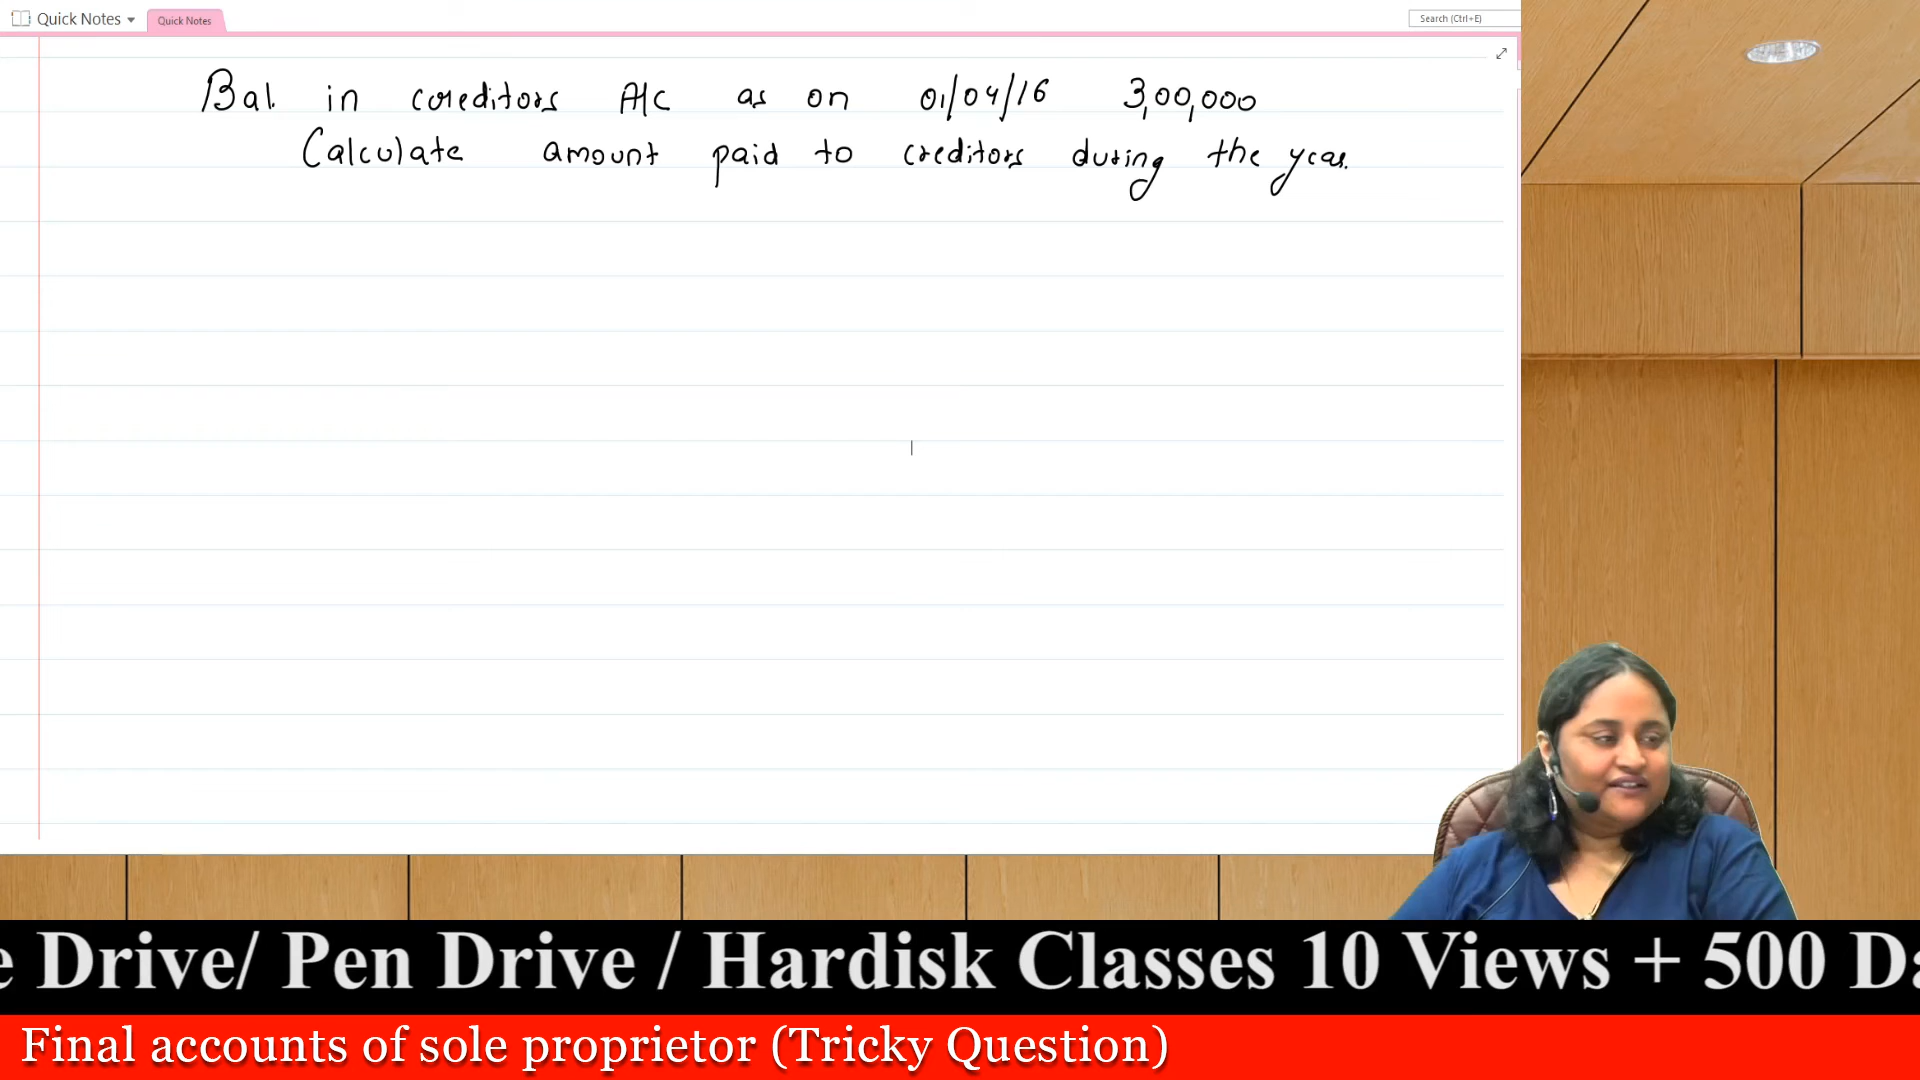 Quick Notes
Quick Notes
Search (Ctrl+E)
Bal. in creditors A/c as on 01/04/16 3,00,000
Calculate amount paid to creditors during the year.
e Drive/ Pen Drive / Hardisk Classes 10 Views + 500 Da
Final accounts of sole proprietor (Tricky Question)